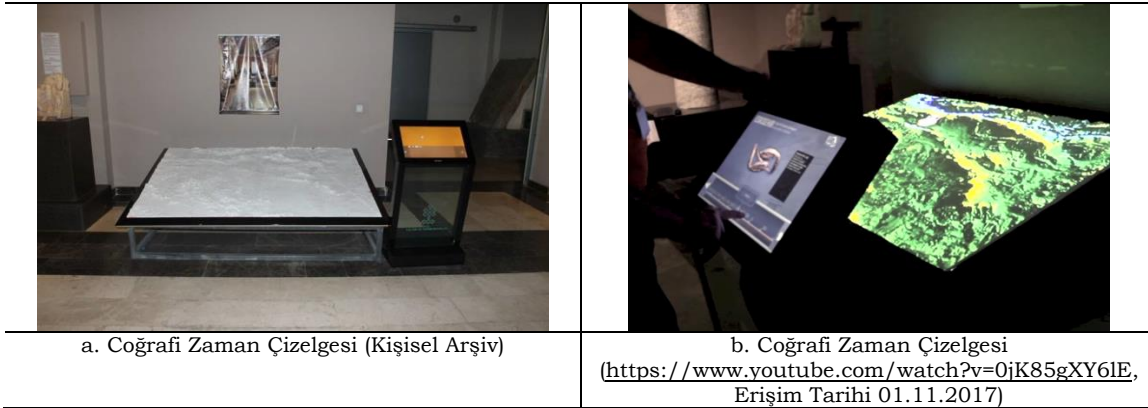 a. Coğrafi Zaman Çizelgesi (Kişisel Arşiv)
b. Coğrafi Zaman Çizelgesi
(https://www.youtube.com/watch?v=0jK85gXY6lE,
Erişim Tarihi 01.11.2017)